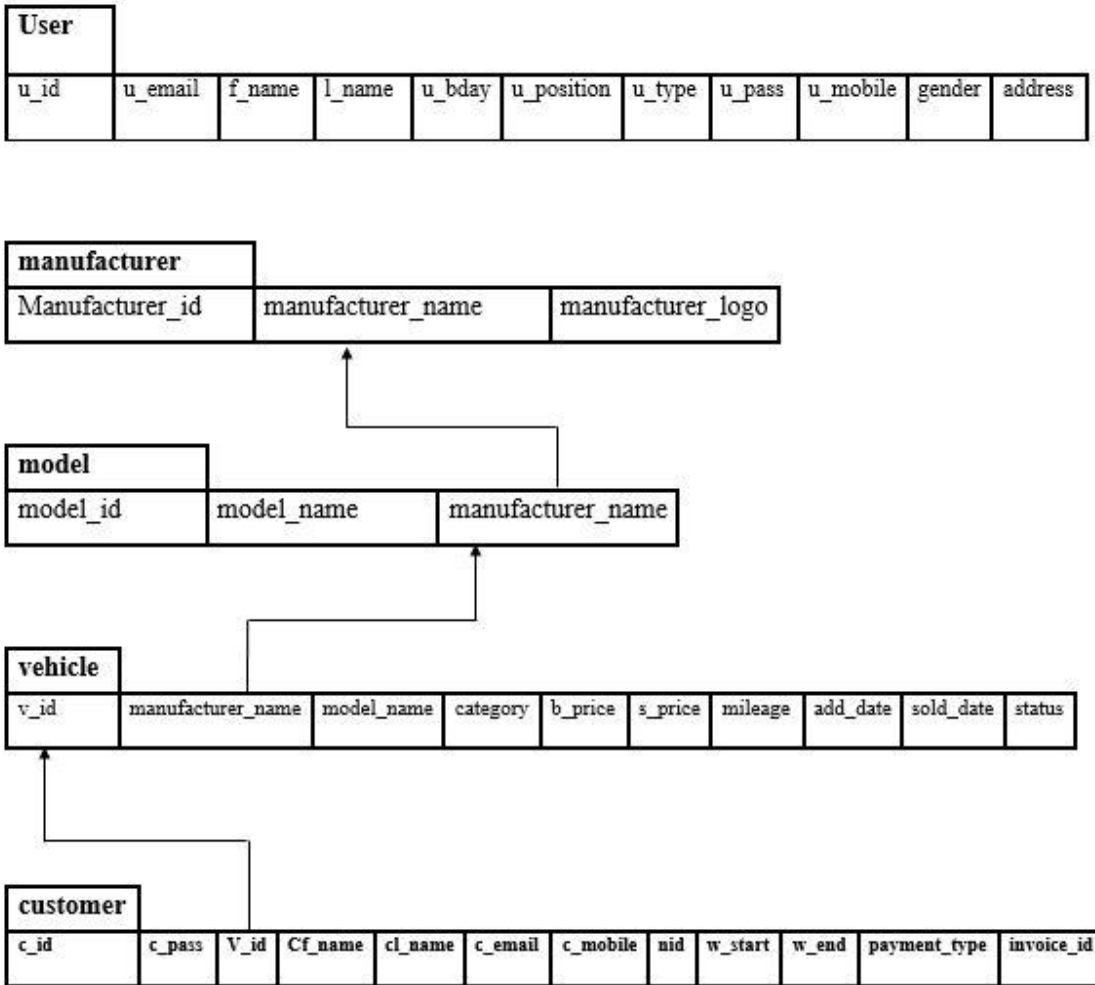 User
u_id u_email f_name l_name u_bday u_position u_type u_pass u_mobile gender address
manufacturer
Manufacturer_id manufacturer_name manufacturer_logo
model
model_id model_name manufacturer_name
vehicle
v_id manufacturer_name model_name category b_price s_price mileage add_date sold_date status
customer
c_id c_pass V_id Cf_name cl_name c_email c_mobile nid w_start w_end payment_type invoice_id